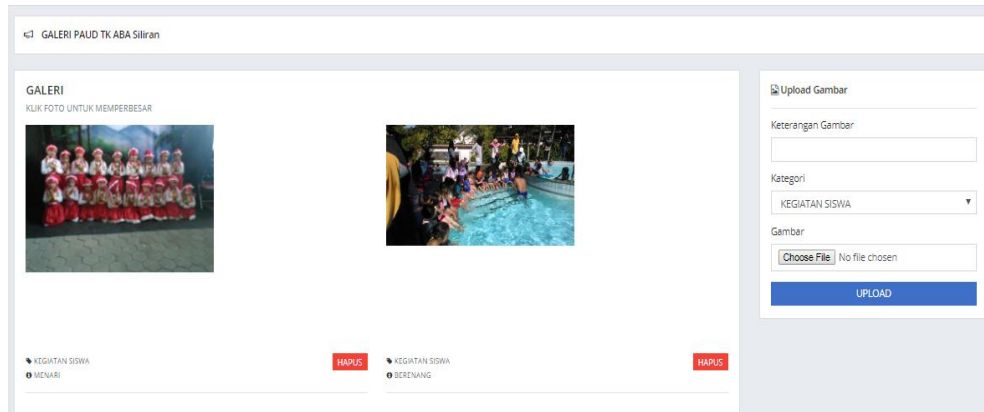 GALERI PAUD TK ABA Siliran
GALERI
KLIK FOTO UNTUK MEMPERBESAR
KEGIATAN SISWA
HAPUS
MENARI
KEGIATAN SISWA
HAPUS
BERENANG
Upload Gambar
Keterangan Gambar
Kategori
KEGIATAN SISWA
Gambar
Choose File No file chosen
UPLOAD